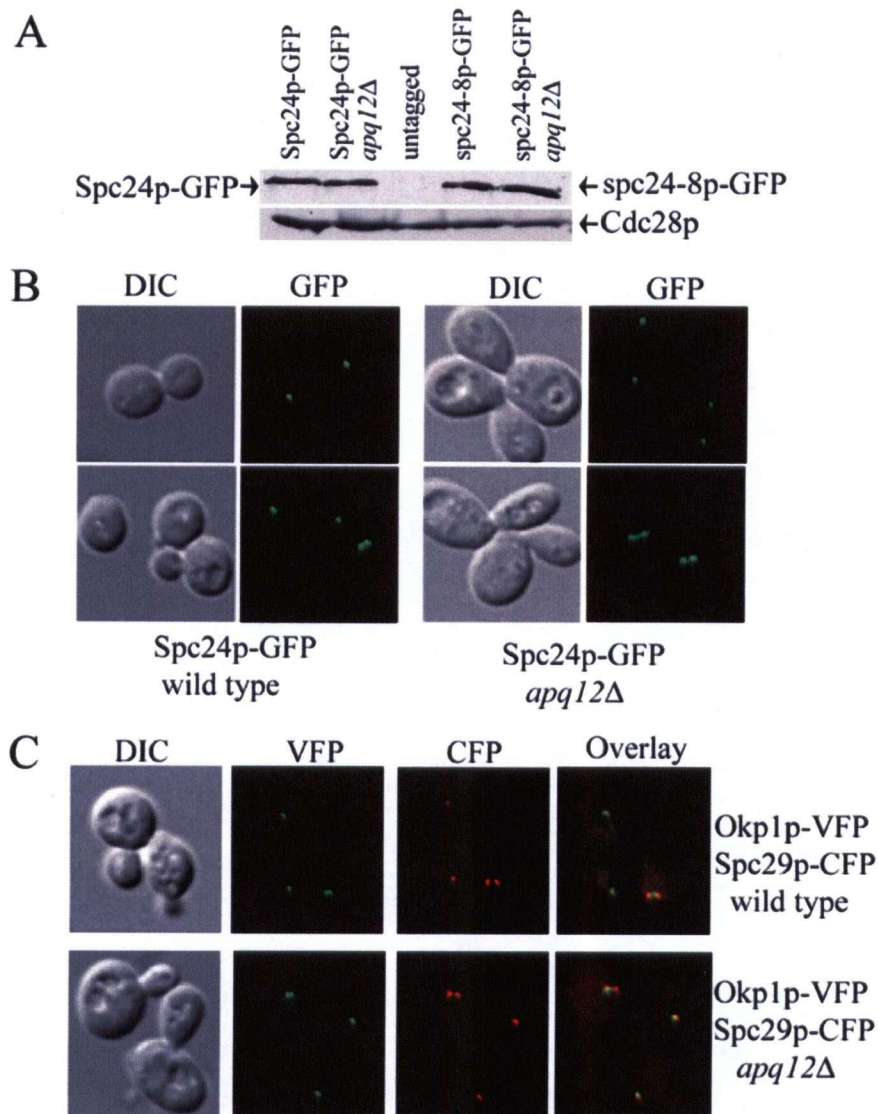 A
Spc24p-GFP
Spc24p-GFP
apq12Δ
untagged
spc24-8p-GFP
spc24-8p-GFP
apq12Δ
Spc24p-GFP→
←spc24-8p-GFP
←Cdc28p
B
DIC GFP DIC GFP
Spc24p-GFP
wild type
Spc24p-GFP
apq12Δ
C
DIC VFP CFP Overlay
Okp1p-VFP
Spc29p-CFP
wild type
Okp1p-VFP
Spc29p-CFP
apq12Δ